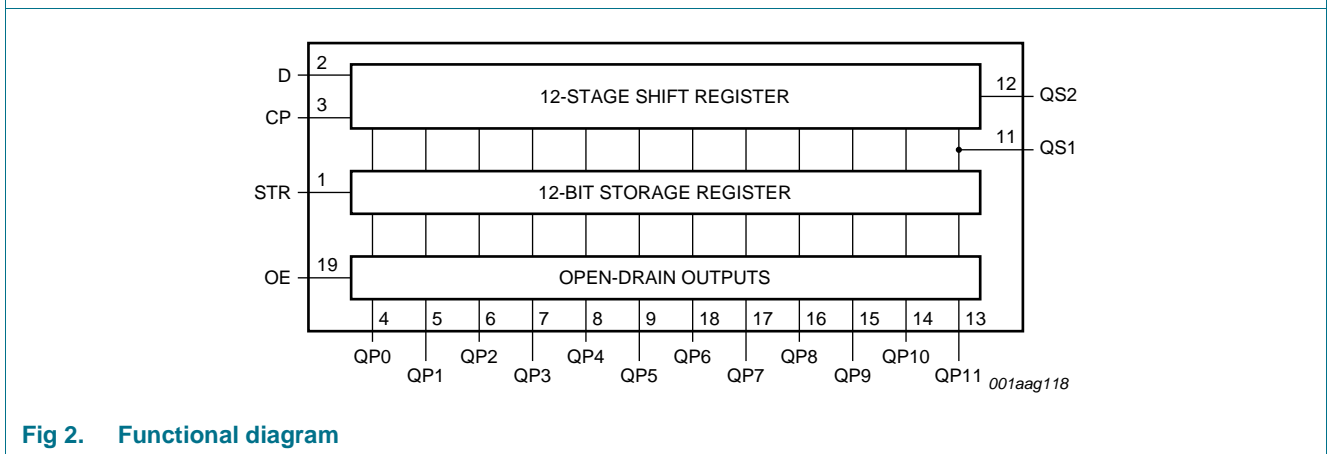 D 2
12-STAGE SHIFT REGISTER
12 QS2
CP 3
11 QS1
STR 1
12-BIT STORAGE REGISTER
OE 19
OPEN-DRAIN OUTPUTS
4 5 6 7 8 9 18 17 16 15 14 13
QP0 QP2 QP4 QP6 QP8 QP10
QP1 QP3 QP5 QP7 QP9 QP11
001aag118
Fig 2. Functional diagram